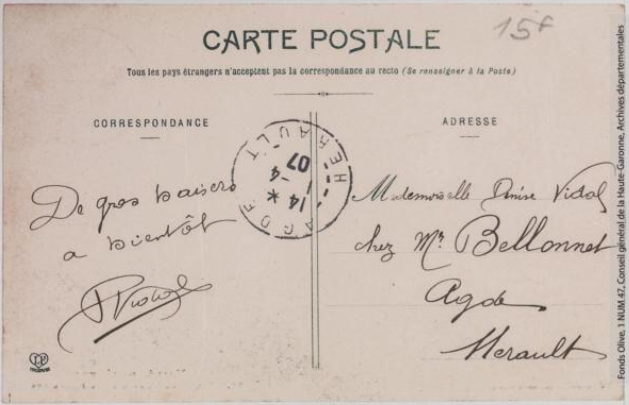 15F
CARTE POSTALE
Tous les pays étrangers n'acceptent pas la correspondance au recto (Se renseigner à la Poste)
CORRESPONDANCE
ADRESSE
AGDE * HERAULT
14 - 4
07
De gros baisers
a bientôt
PVidal
Mademoiselle Denise Vidal
chez Mr Bellonnet
Agde
Herault
Fonds Olive, 1 NUM 47, Conseil général de la Haute-Garonne, Archives départementales